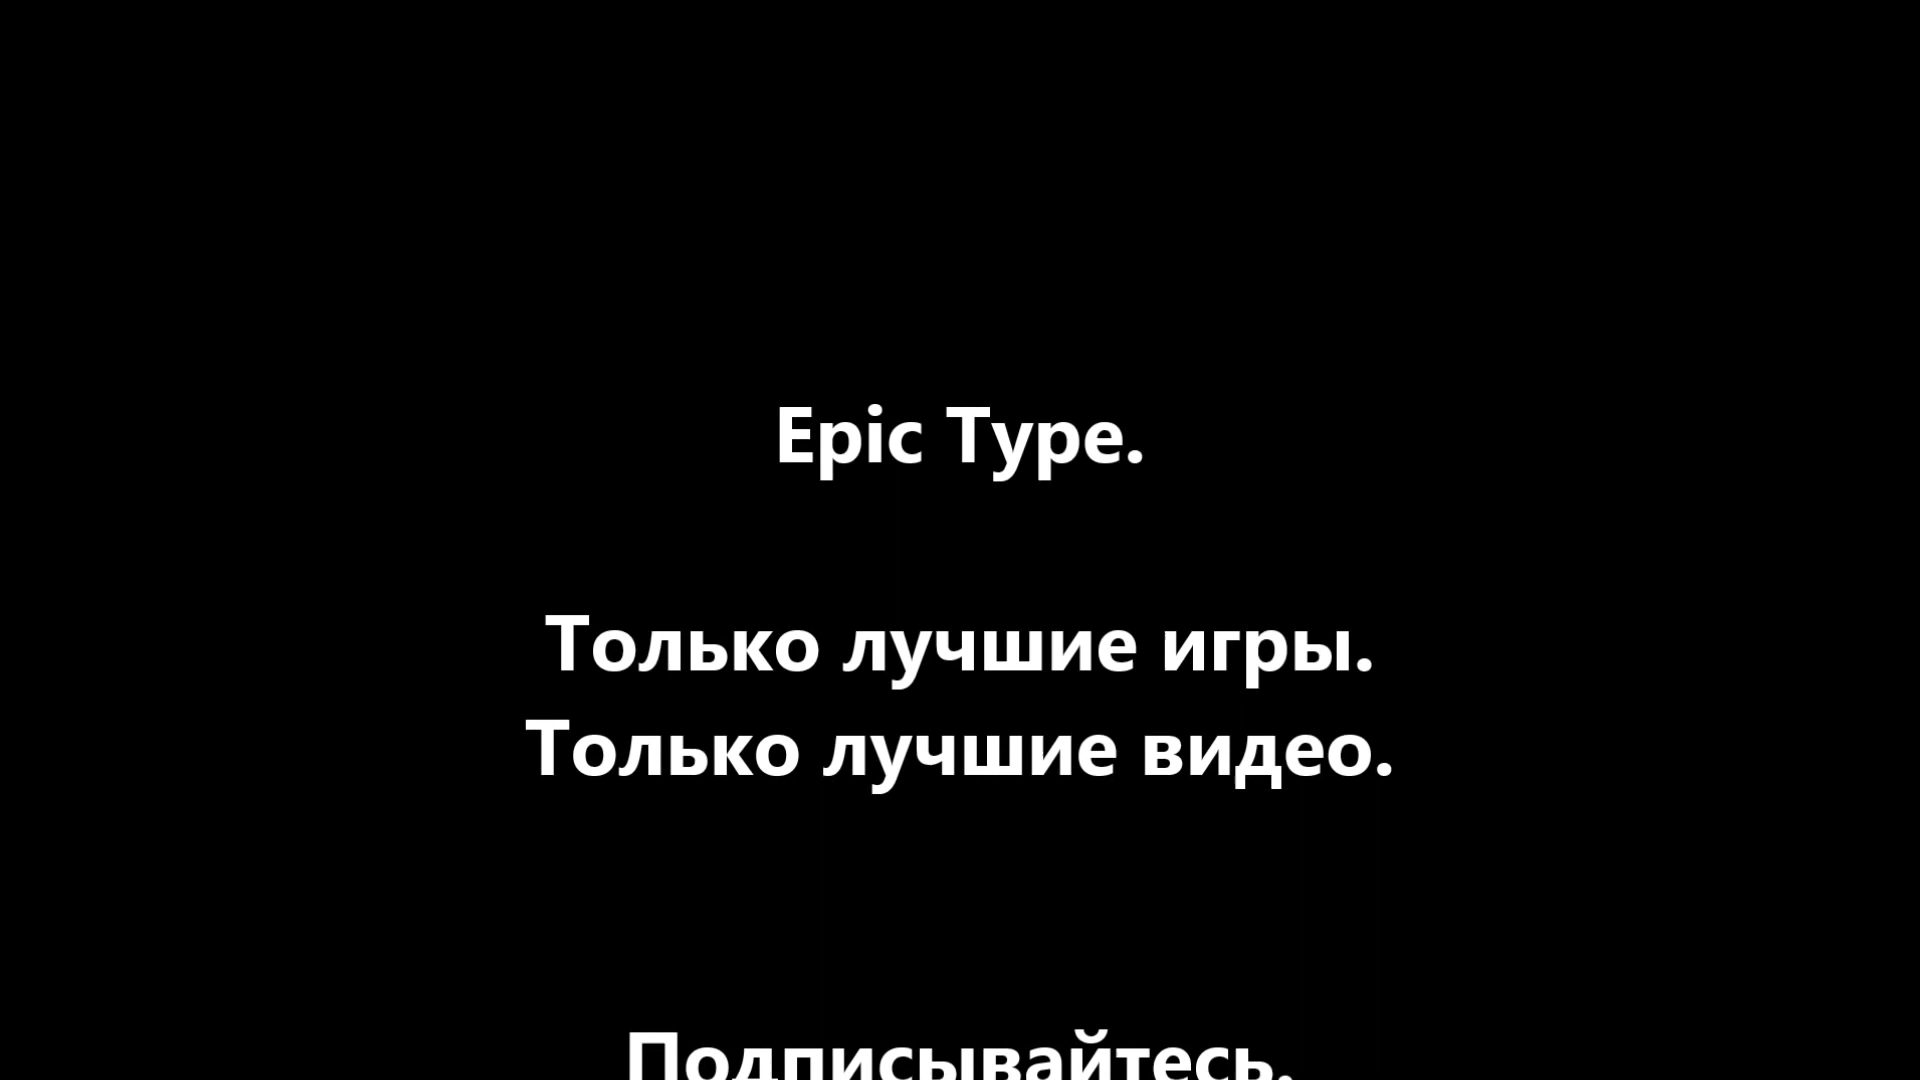 Epic Type.
Только лучшие игры.
Только лучшие видео.
Подписывайтесь.